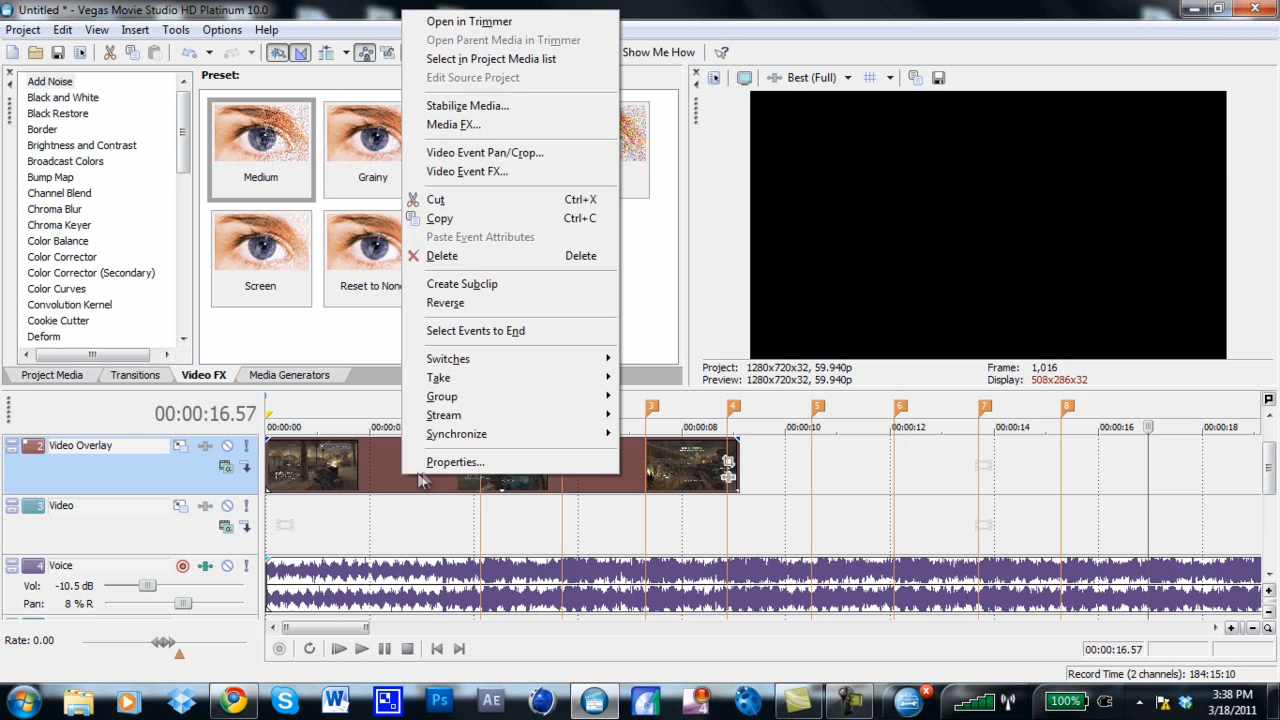 Untitled * - Vegas Movie Studio HD Platinum 10.0
Project Edit View Insert Tools Options Help
Show Me How
Add Noise
Black and White
Black Restore
Border
Brightness and Contrast
Broadcast Colors
Bump Map
Channel Blend
Chroma Blur
Chroma Keyer
Color Balance
Color Corrector
Color Corrector (Secondary)
Color Curves
Convolution Kernel
Cookie Cutter
Deform
Preset:
Medium
Grainy
Screen
Reset to None
Project Media Transitions Video FX Media Generators
Open in Trimmer
Open Parent Media in Trimmer
Select in Project Media list
Edit Source Project
Stabilize Media...
Media FX...
Video Event Pan/Crop...
Video Event FX...
Cut Ctrl+X
Copy Ctrl+C
Paste Event Attributes
Delete Delete
Create Subclip
Reverse
Select Events to End
Switches
Take
Group
Stream
Synchronize
Properties...
Best (Full)
Project: 1280x720x32, 59.940p
Preview: 1280x720x32, 59.940p
Frame: 1,016
Display: 508x286x32
00:00:16.57
3 4 5 6 7 8
00:00:00 00:00:08 00:00:10 00:00:12 00:00:14 00:00:16 00:00:18
2 Video Overlay
3 Video
4 Voice
Vol: -10.5 dB
Pan: 8 % R
Rate: 0.00
00:00:16.57
Record Time (2 channels): 184:15:10
Ps AE 4 100%
3:38 PM
3/18/2011